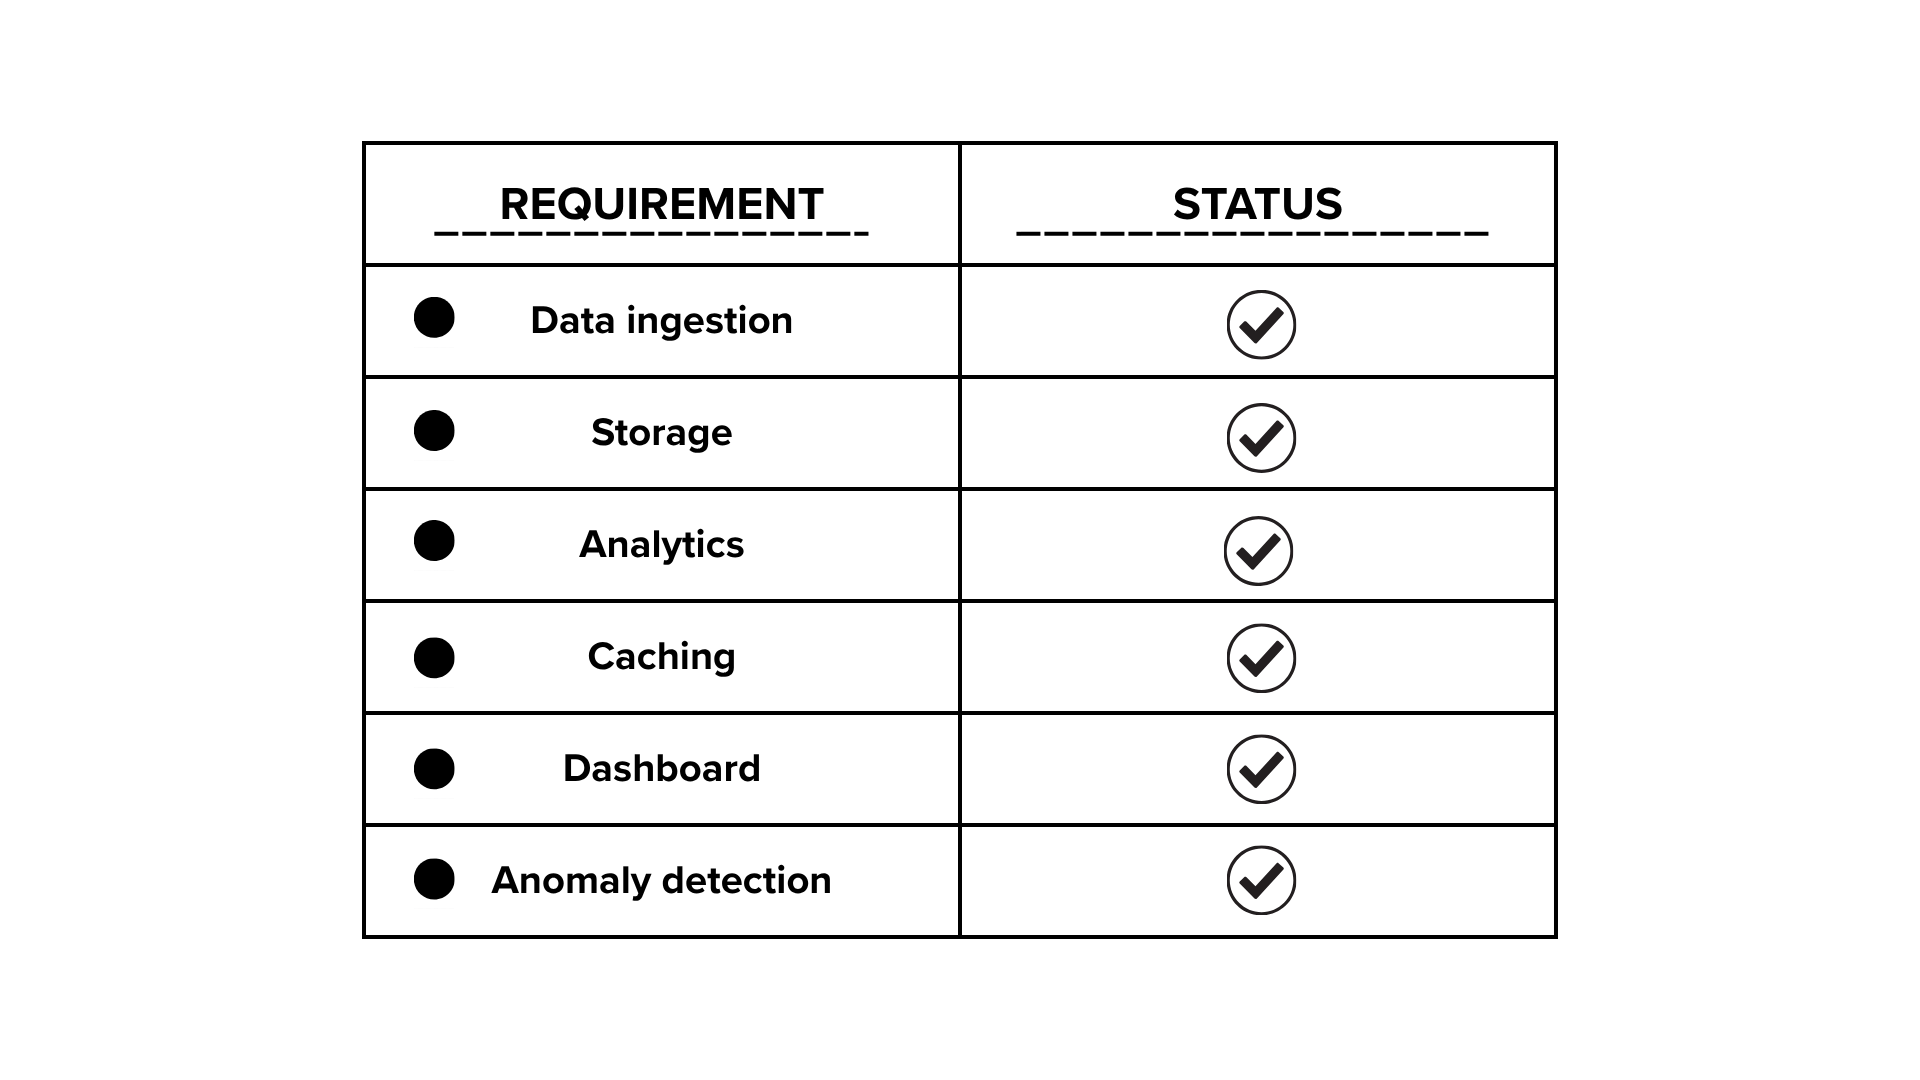 REQUIREMENT
STATUS
Data ingestion
Storage
Analytics
Caching
Dashboard
Anomaly detection